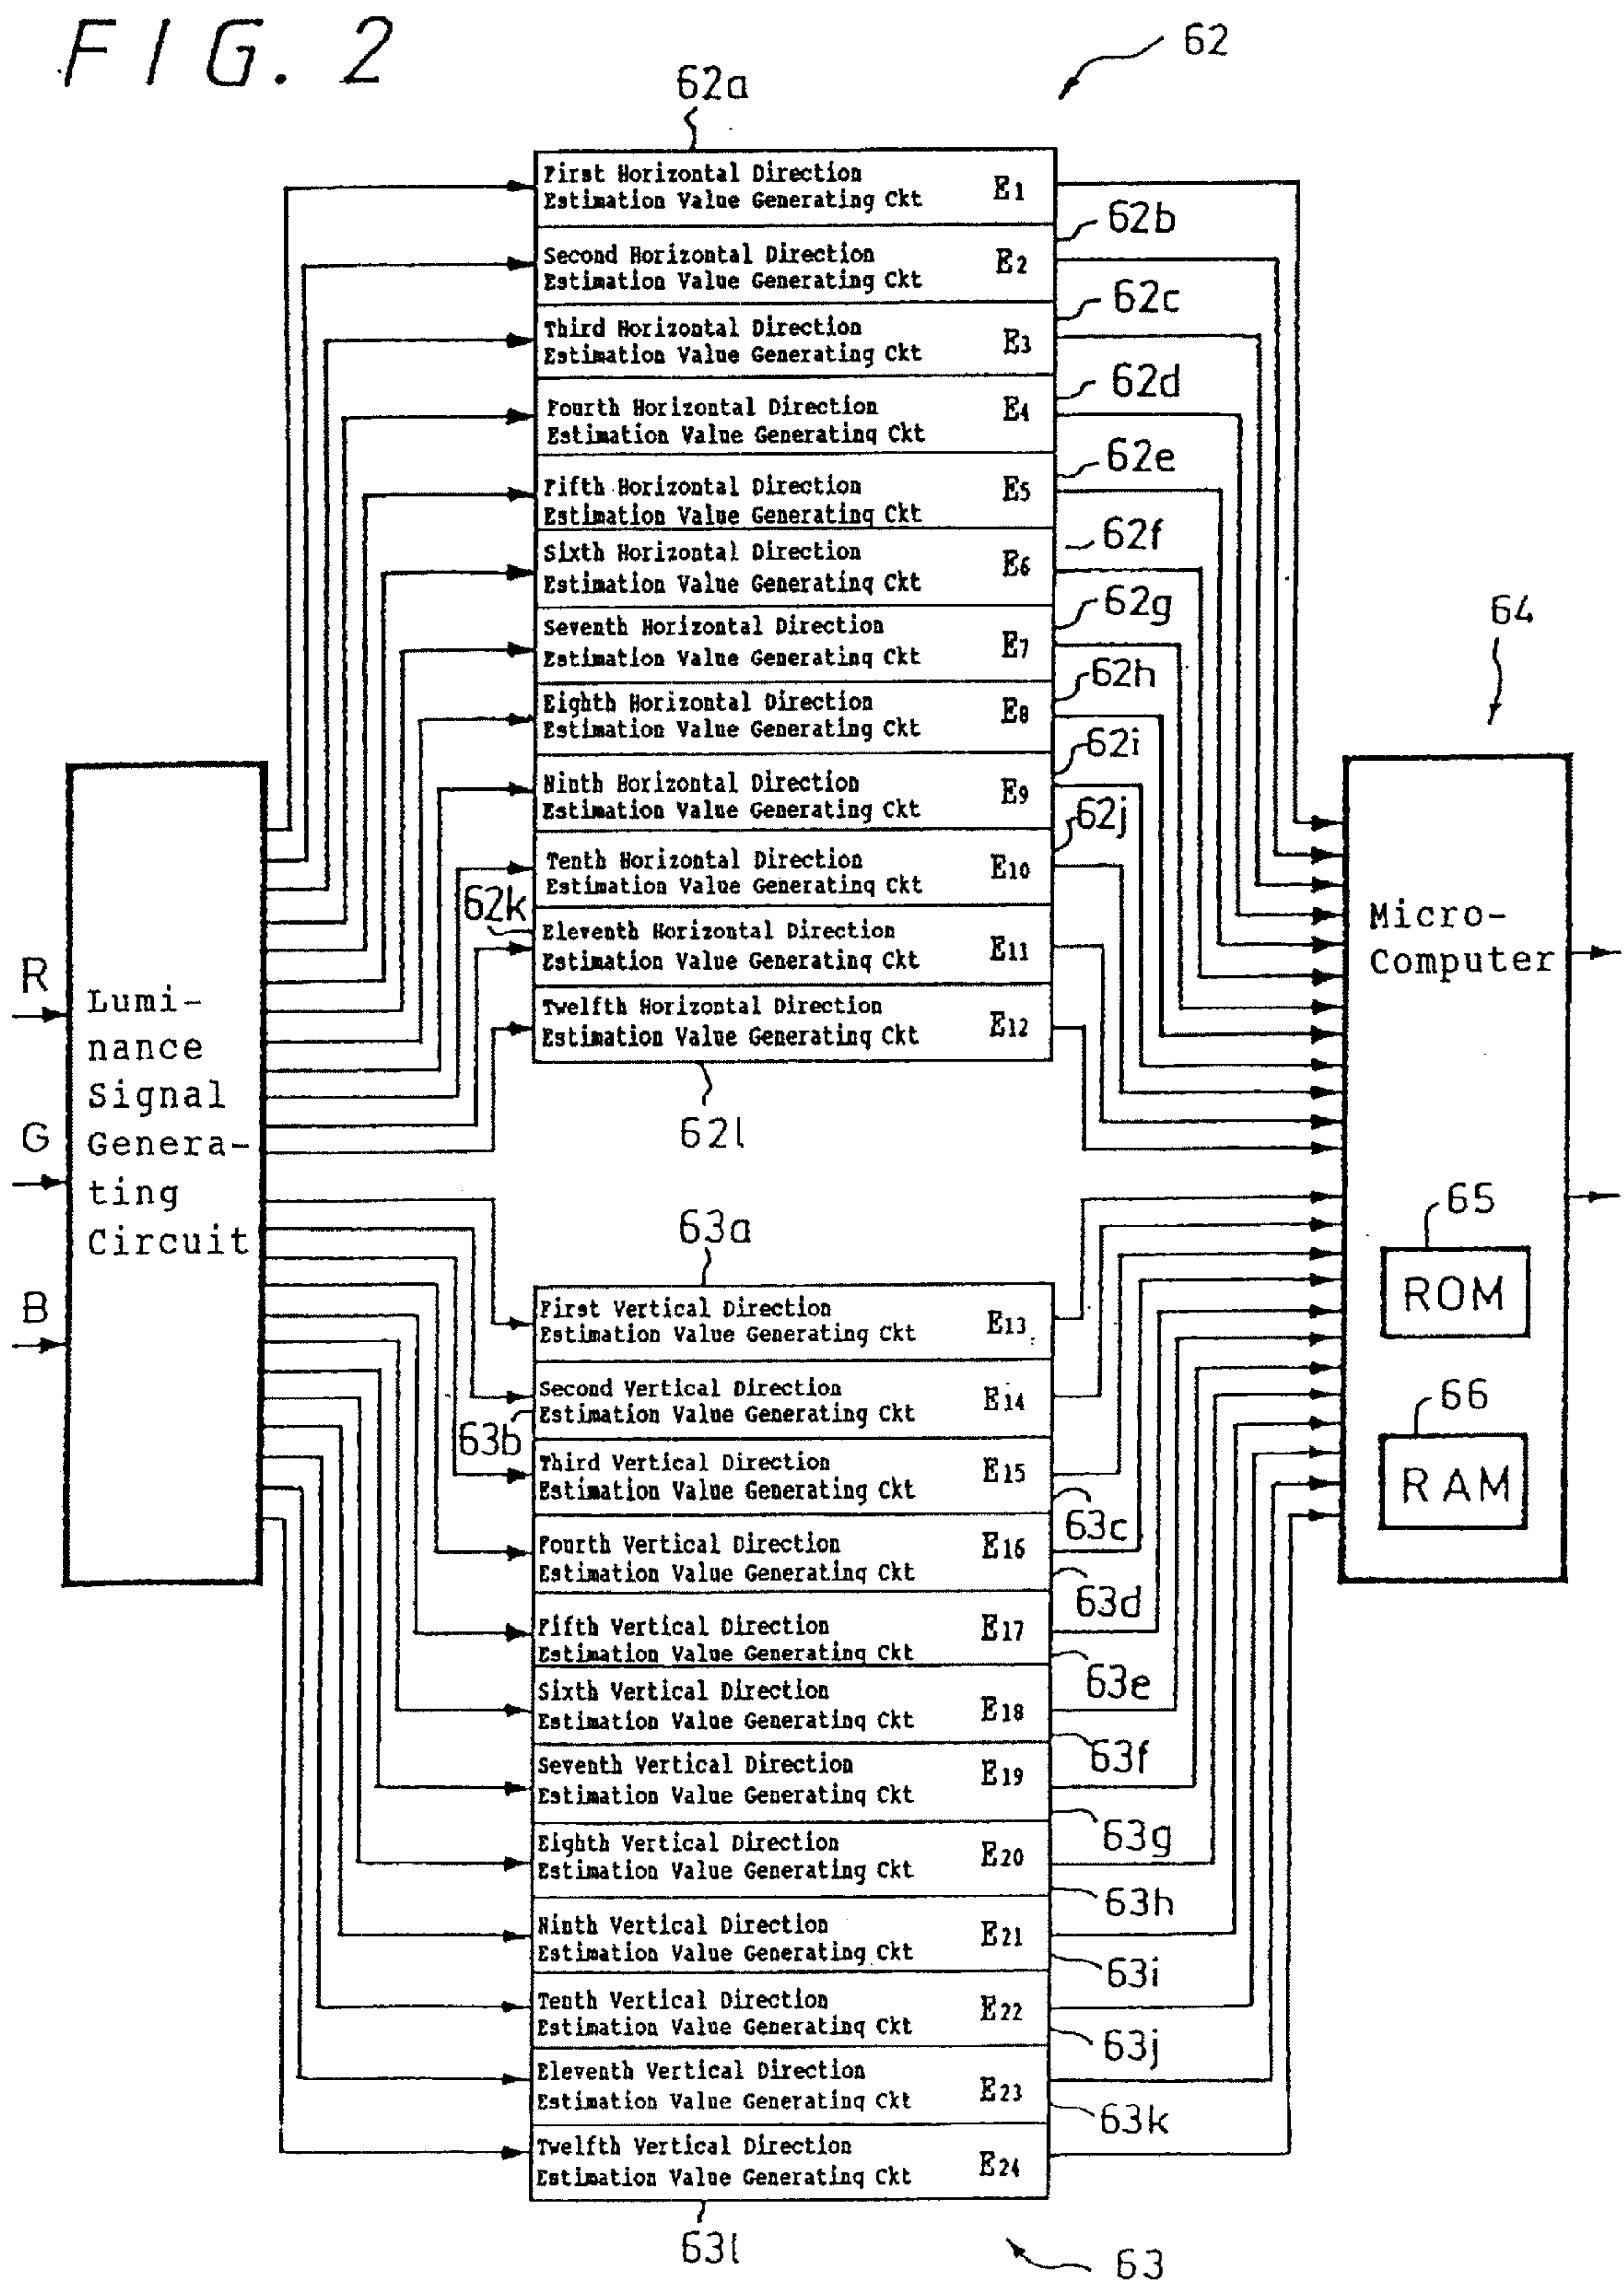 FIG. 2
62
62a
First Horizontal Direction
Estimation Value Generating Ckt
E1
62b
Second Horizontal Direction
Estimation Value Generating Ckt
E2
62c
Third Horizontal Direction
Estimation Value Generating Ckt
E3
62d
Fourth Horizontal Direction
Estimation Value Generating Ckt
E4
62e
Fifth Horizontal Direction
Estimation Value Generating Ckt
E5
62f
Sixth Horizontal Direction
Estimation Value Generating Ckt
E6
62g
Seventh Horizontal Direction
Estimation Value Generating Ckt
E7
62h
Eighth Horizontal Direction
Estimation Value Generating Ckt
E8
62i
Ninth Horizontal Direction
Estimation Value Generating Ckt
E9
62j
Tenth Horizontal Direction
Estimation Value Generating Ckt
E10
62k
Eleventh Horizontal Direction
Estimation Value Generating Ckt
E11
Twelfth Horizontal Direction
Estimation Value Generating Ckt
E12
62l
R
G
B
Lumi-
nance
Signal
Genera-
ting
Circuit
64
Micro-
Computer
65
ROM
66
RAM
63a
First Vertical Direction
Estimation Value Generating Ckt
E13
Second Vertical Direction
Estimation Value Generating Ckt
E14
63b
Third Vertical Direction
Estimation Value Generating Ckt
E15
63c
Fourth Vertical Direction
Estimation Value Generating Ckt
E16
63d
Fifth Vertical Direction
Estimation Value Generating Ckt
E17
63e
Sixth Vertical Direction
Estimation Value Generating Ckt
E18
63f
Seventh Vertical Direction
Estimation Value Generating Ckt
E19
63g
Eighth Vertical Direction
Estimation Value Generating Ckt
E20
63h
Ninth Vertical Direction
Estimation Value Generating Ckt
E21
63i
Tenth Vertical Direction
Estimation Value Generating Ckt
E22
63j
Eleventh Vertical Direction
Estimation Value Generating Ckt
E23
63k
Twelfth Vertical Direction
Estimation Value Generating Ckt
E24
63l
63